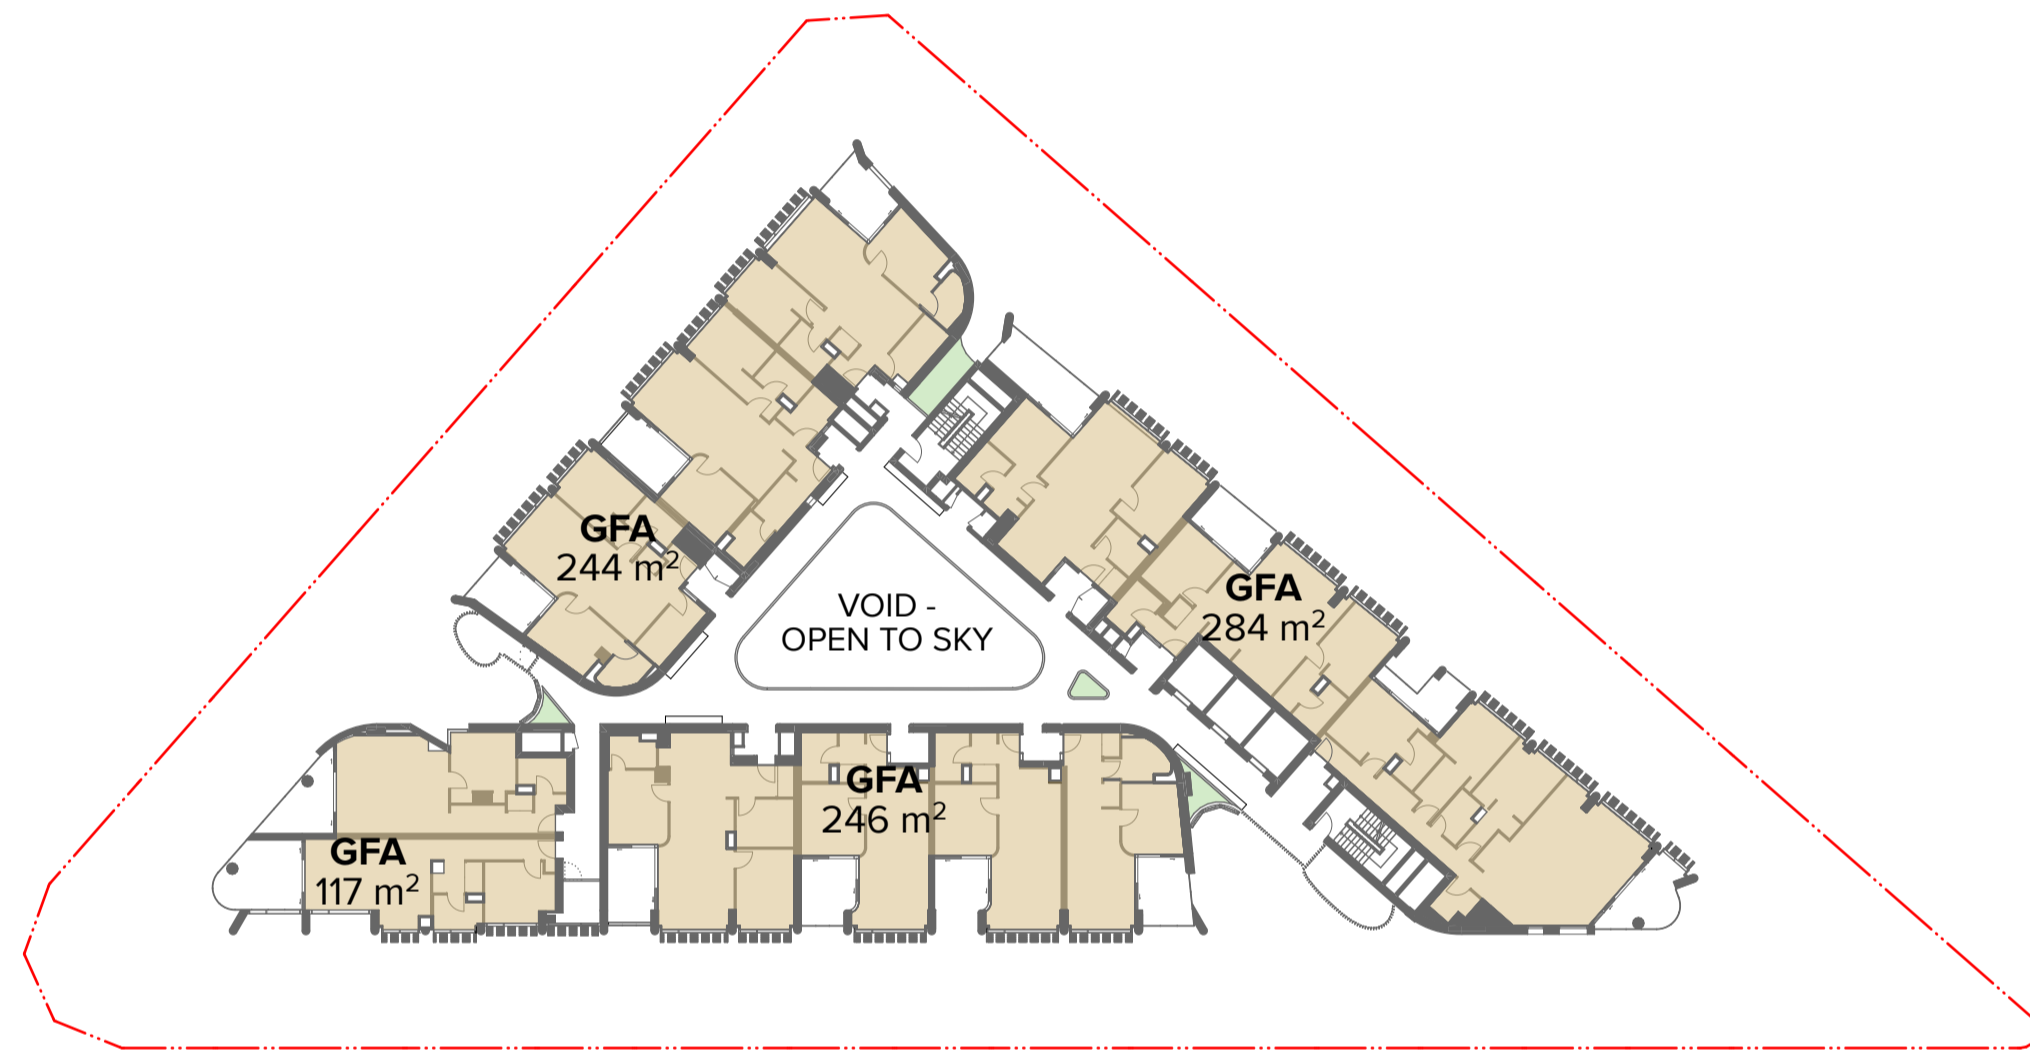 GFA
244 m²
VOID -
OPEN TO SKY
GFA
284 m²
GFA
246 m²
GFA
117 m²